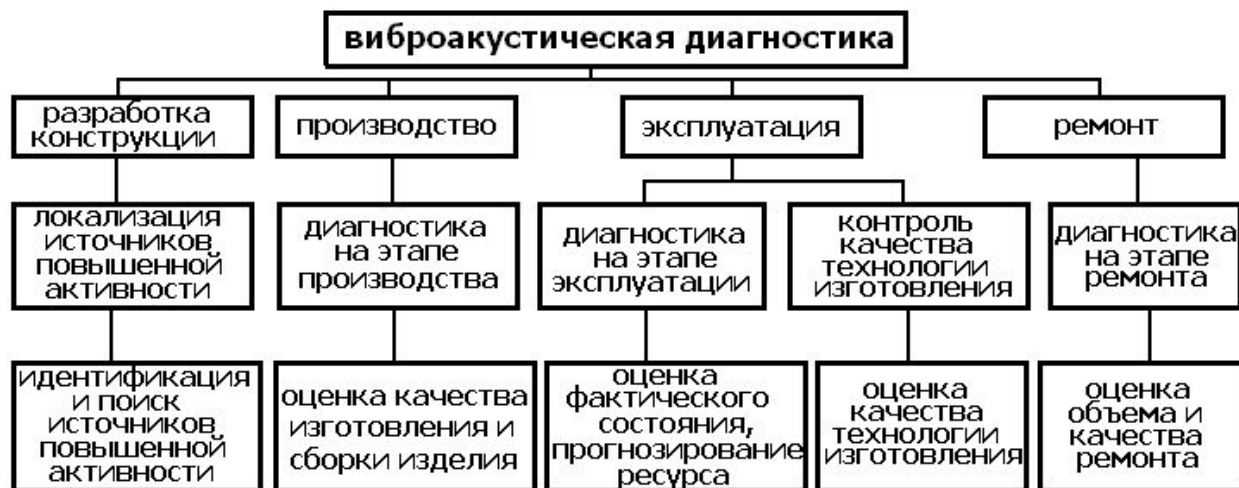 виброакустическая диагностика
разработка
конструкции
производство
эксплуатация
ремонт
локализация
источников
повышенной
активности
диагностика
на этапе
производства
диагностика
на этапе
эксплуатации
контроль
качества
технологии
изготовления
диагностика
на этапе
ремонта
идентификация
и поиск
источников
повышенной
активности
оценка качества
изготовления и
сборки изделия
оценка
фактического
состояния,
прогнозирование
ресурса
оценка
качества
технологии
изготовления
оценка
объема и
качества
ремонта